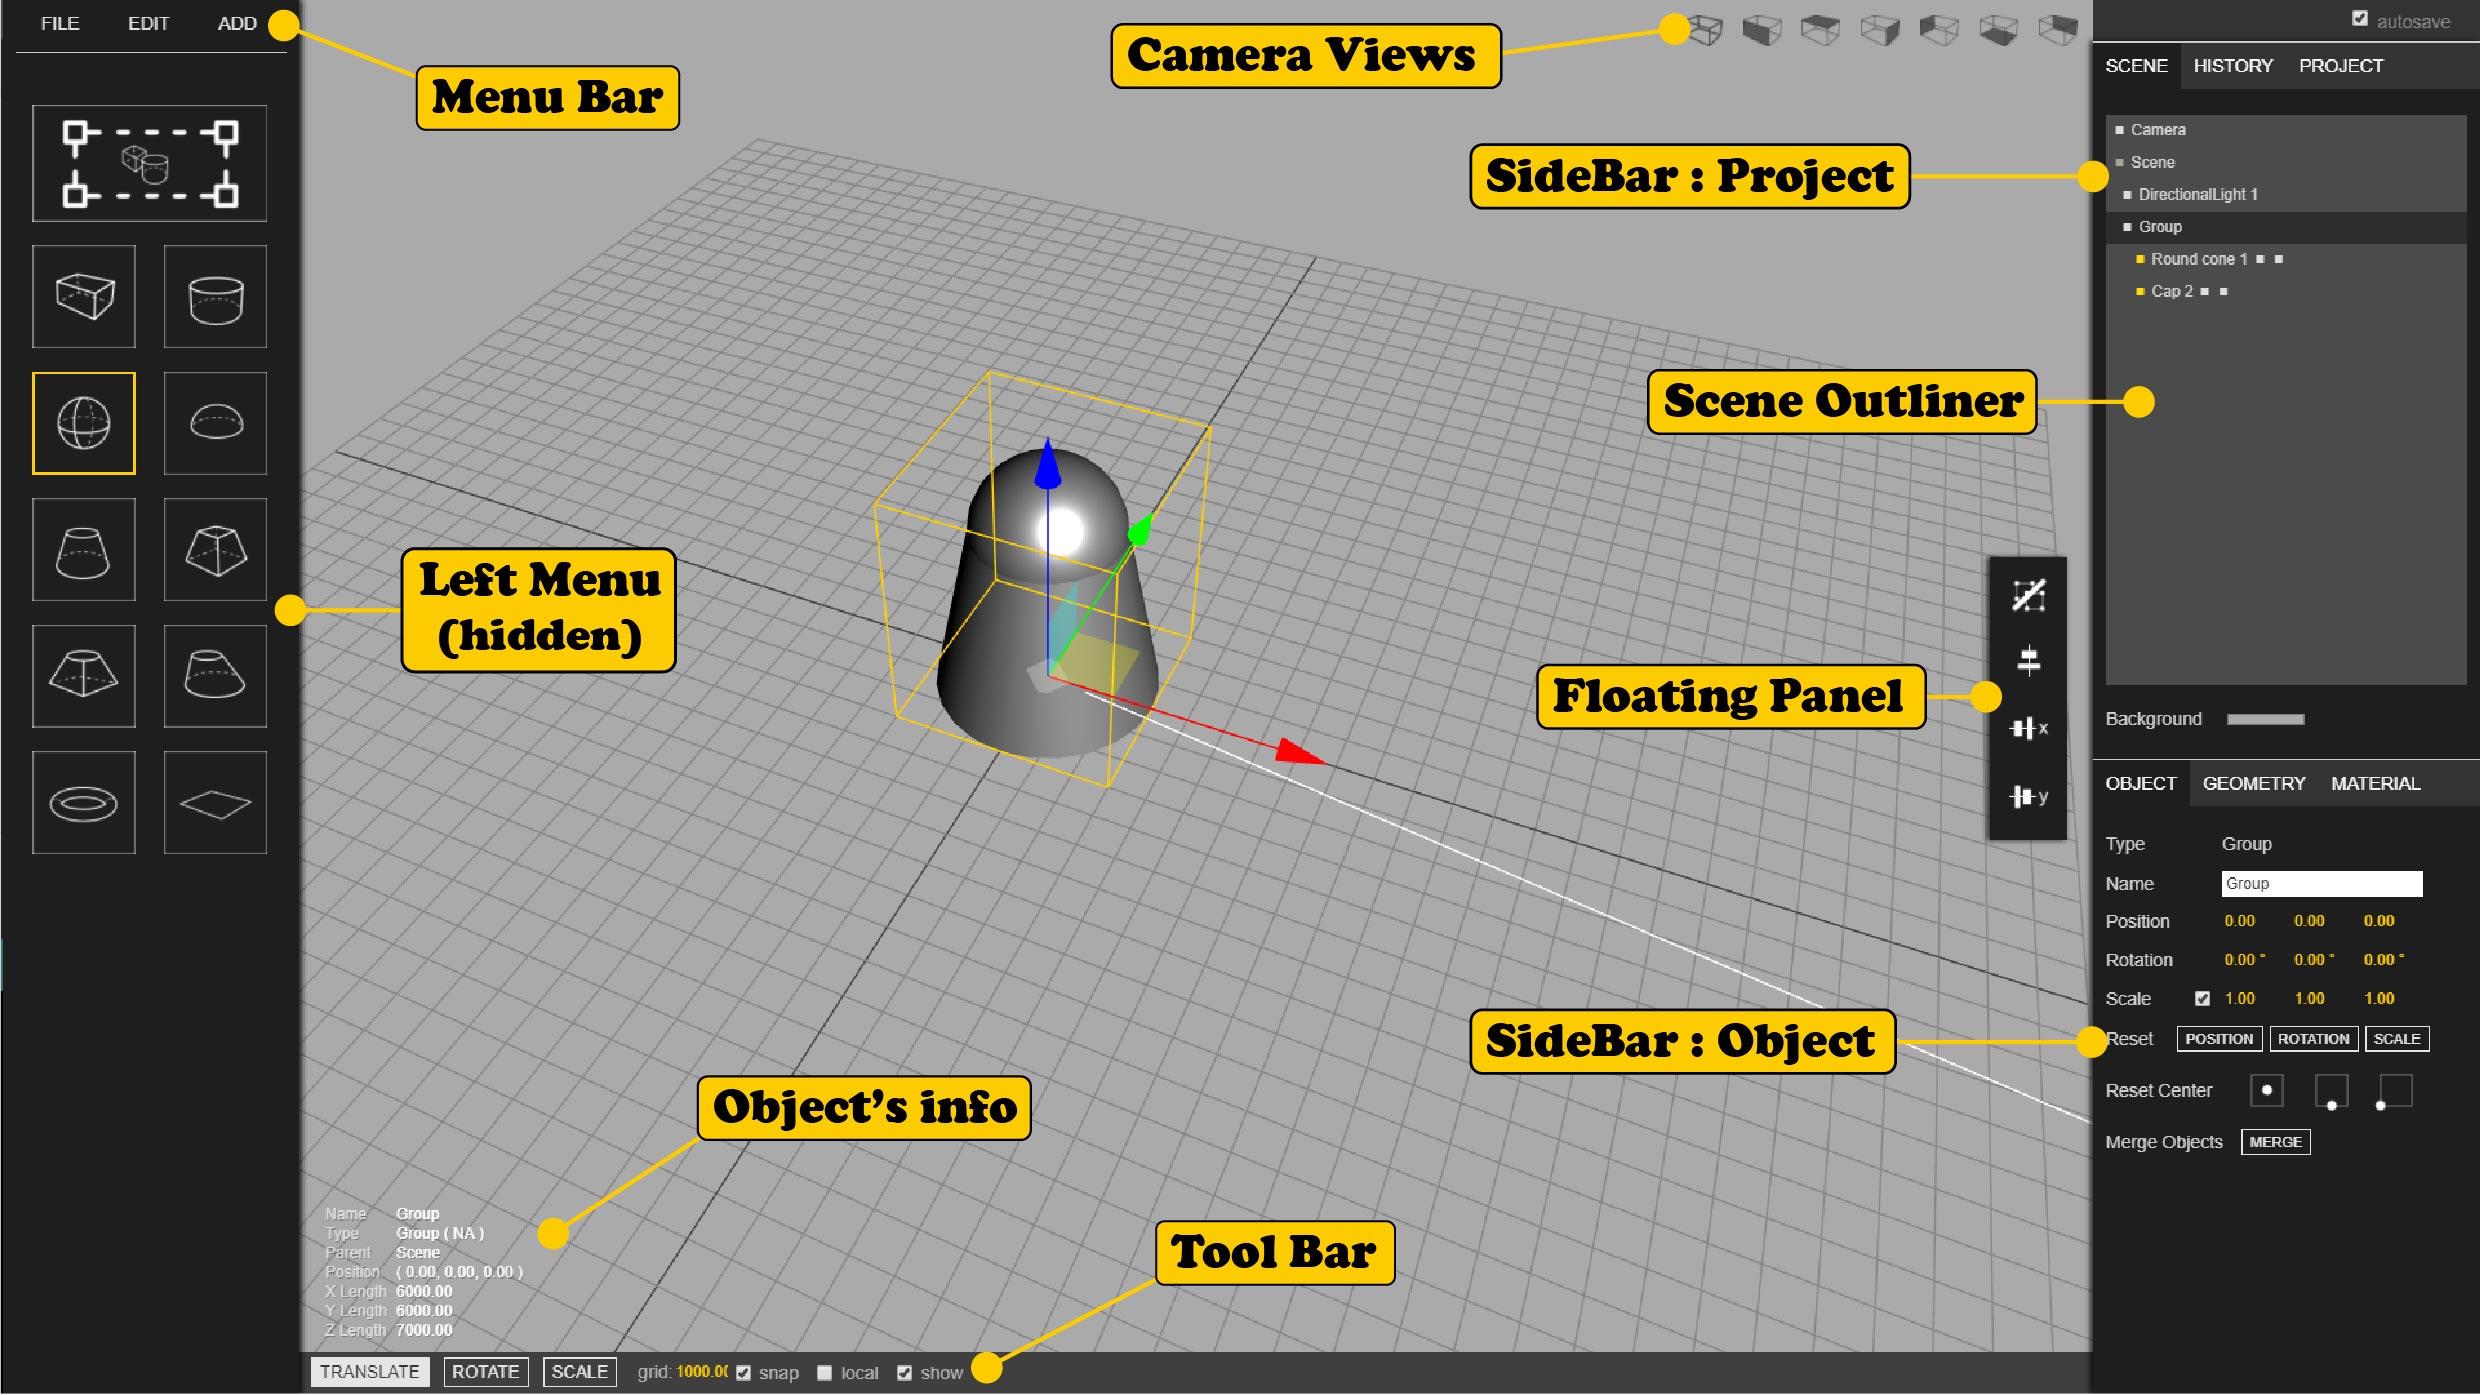 FILE EDIT ADD
Menu Bar
Camera Views
autosave
SCENE HISTORY PROJECT
Camera
Scene
DirectionalLight 1
Group
Round cone 1
Cap 2
SideBar : Project
Scene Outliner
Left Menu
(hidden)
Floating Panel
x
y
Background
OBJECT GEOMETRY MATERIAL
Type Group
Name Group
Position 0.00 0.00 0.00
Rotation 0.00 ° 0.00 ° 0.00 °
Scale 1.00 1.00 1.00
Reset POSITION ROTATION SCALE
Reset Center
Merge Objects MERGE
SideBar : Object
Object’s info
Name Group
Type Group ( NA )
Parent Scene
Position ( 0.00, 0.00, 0.00 )
X Length 6000.00
Y Length 6000.00
Z Length 7000.00
Tool Bar
TRANSLATE ROTATE SCALE grid: 1000.00 snap local show